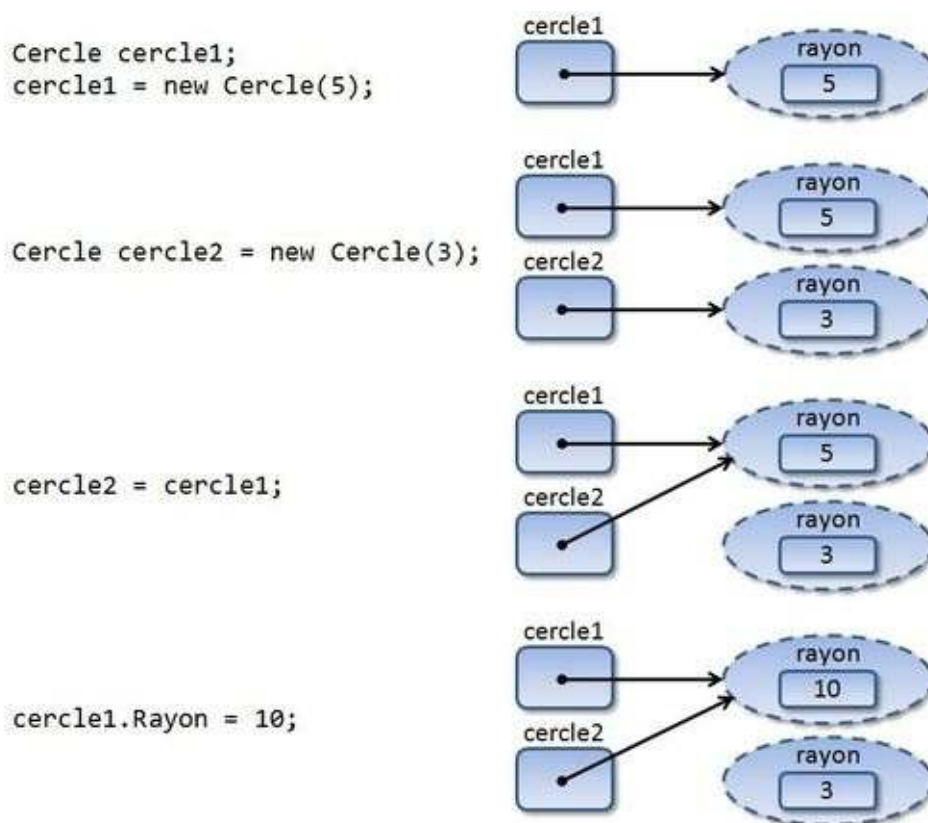 Cercle cercle1;
cercle1 = new Cercle(5);
cercle1
rayon
5
Cercle cercle2 = new Cercle(3);
cercle1
rayon
5
cercle2
rayon
3
cercle2 = cercle1;
cercle1
rayon
5
cercle2
rayon
3
cercle1.Rayon = 10;
cercle1
rayon
10
cercle2
rayon
3